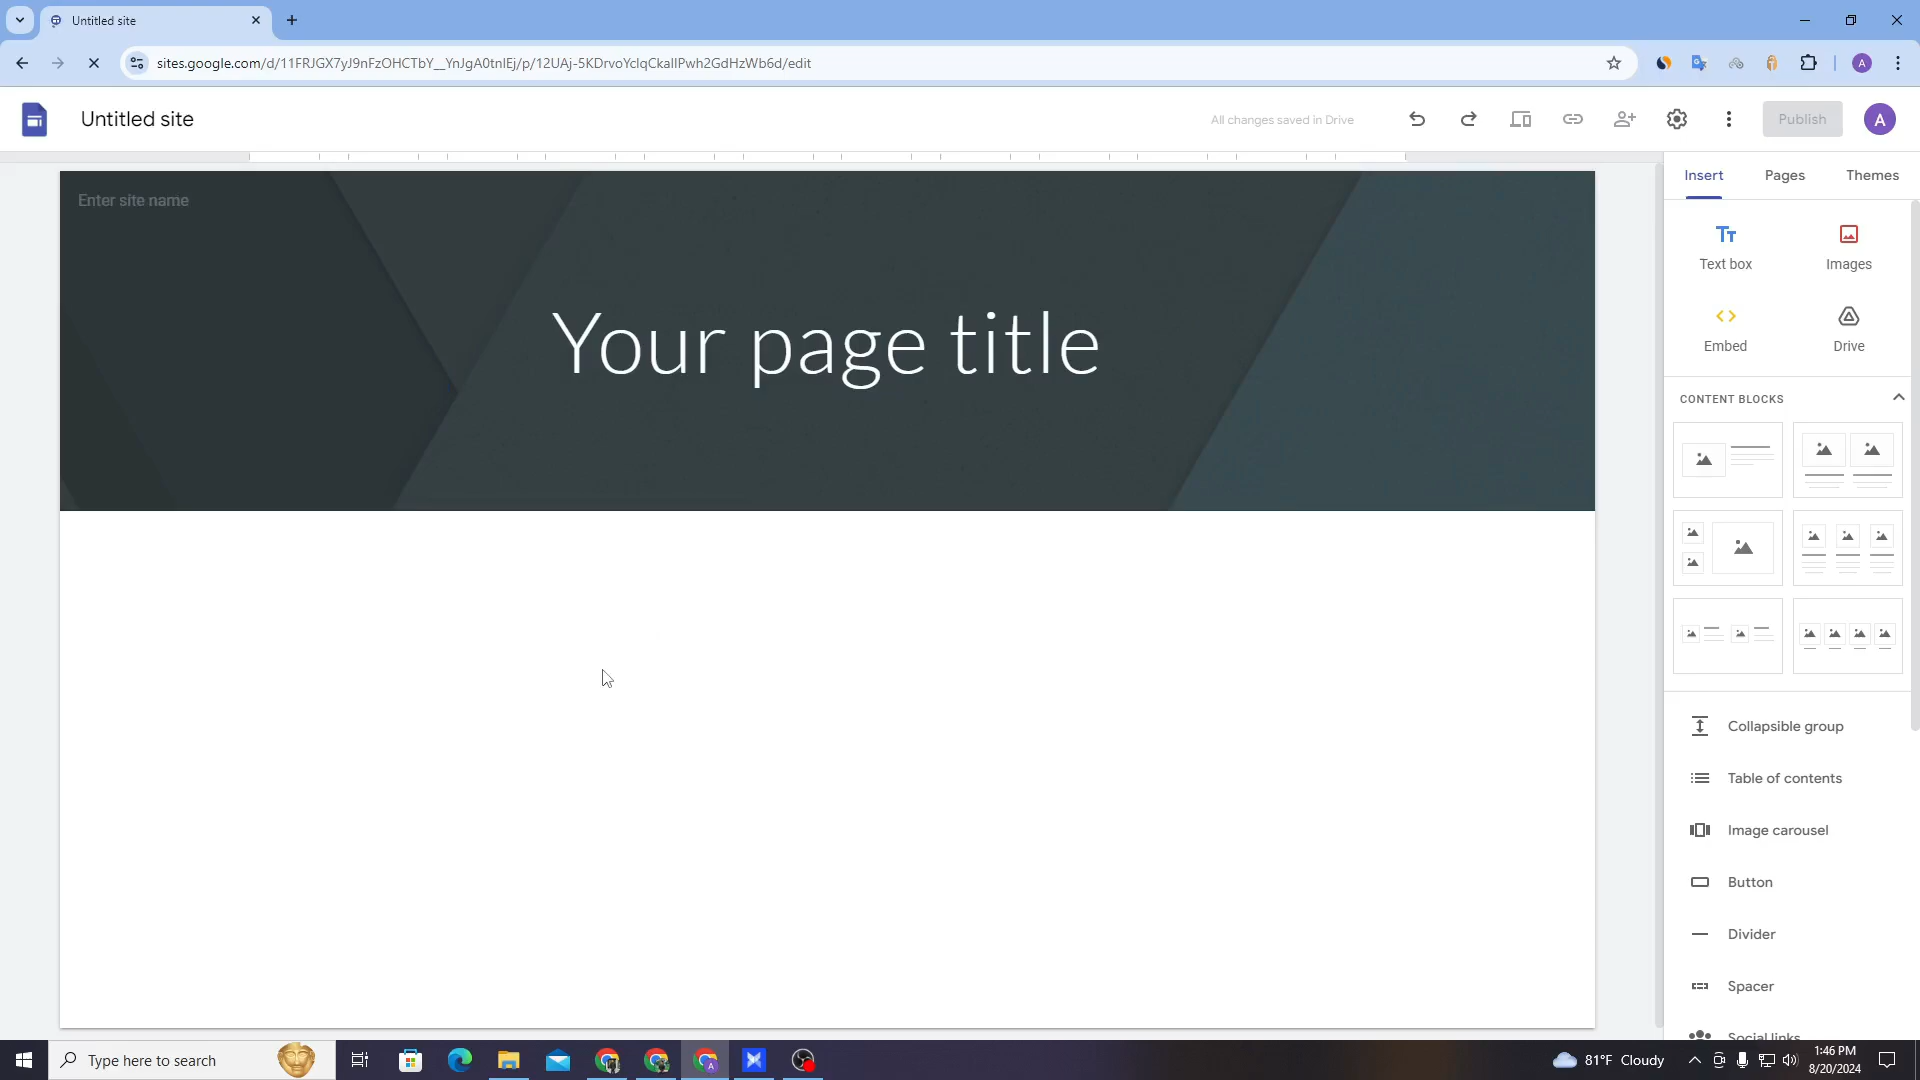 Untitled site
sites.google.com/d/11FRJGX7yJ9nFzOHCTbY__YnJgA0tnlEj/p/12UAj-5KDrvoYclqCkallPwh2GdHzWb6d/edit
A
Untitled site
All changes saved in Drive
Publish
A
Insert
Pages
Themes
Enter site name
Your page title
Text box
Images
Embed
Drive
CONTENT BLOCKS
Collapsible group
Table of contents
Image carousel
Button
Divider
Spacer
Social links
Type here to search
81°F Cloudy
1:46 PM
8/20/2024